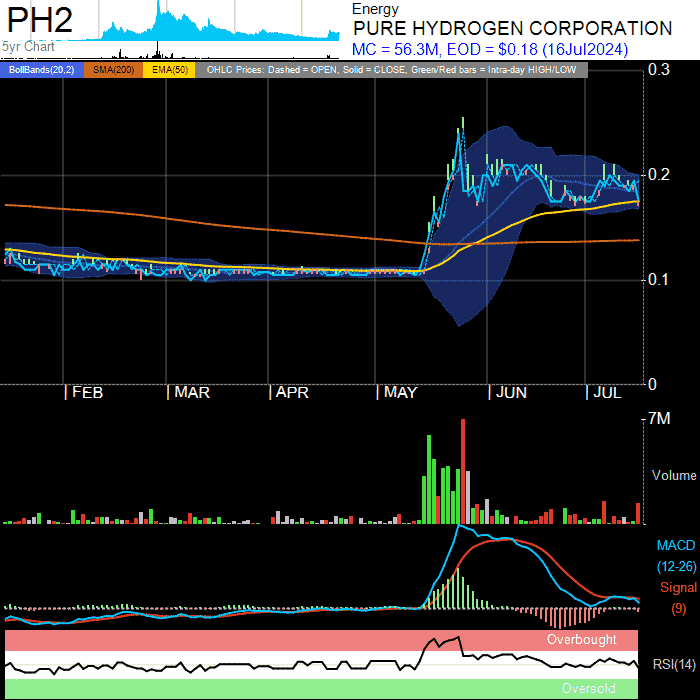 PH2
Energy
PURE HYDROGEN CORPORATION
5yr Chart
MC = 56.3M, EOD = $0.18 (16Jul2024)
BollBands(20,2) SMA(200) EMA(50) OHLC Prices: Dashed = OPEN, Solid = CLOSE, Green/Red bars = Intra-day HIGH/LOW
0.3
0.2
0.1
0
| FEB | MAR | APR | MAY | JUN | JUL
7M
Volume
MACD
(12-26)
Signal
(9)
Overbought
RSI(14)
Oversold